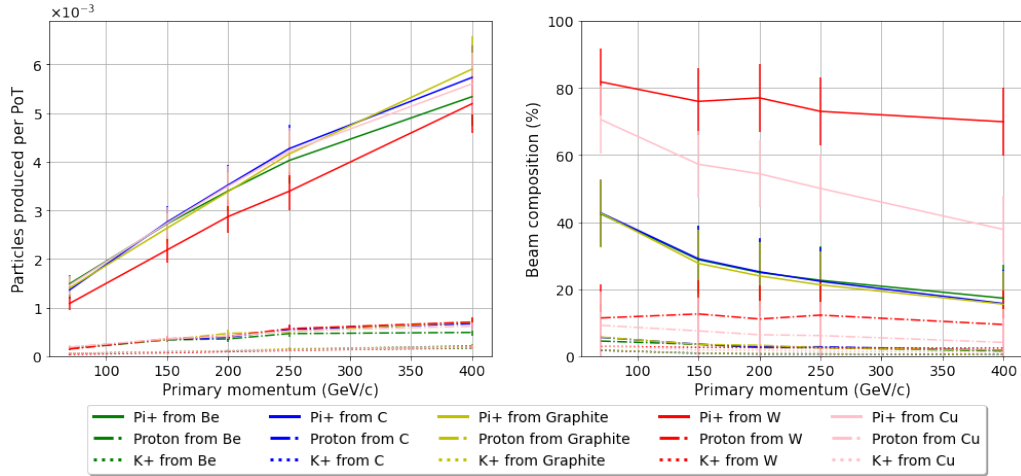 ×10⁻³
6
5
4
3
2
1
0
Particles produced per PoT
100 150 200 250 300 350 400
Primary momentum (GeV/c)
100
80
60
40
20
0
Beam composition (%)
100 150 200 250 300 350 400
Primary momentum (GeV/c)
Pi+ from Be Pi+ from C Pi+ from Graphite Pi+ from W Pi+ from Cu
Proton from Be Proton from C Proton from Graphite Proton from W Proton from Cu
K+ from Be K+ from C K+ from Graphite K+ from W K+ from Cu